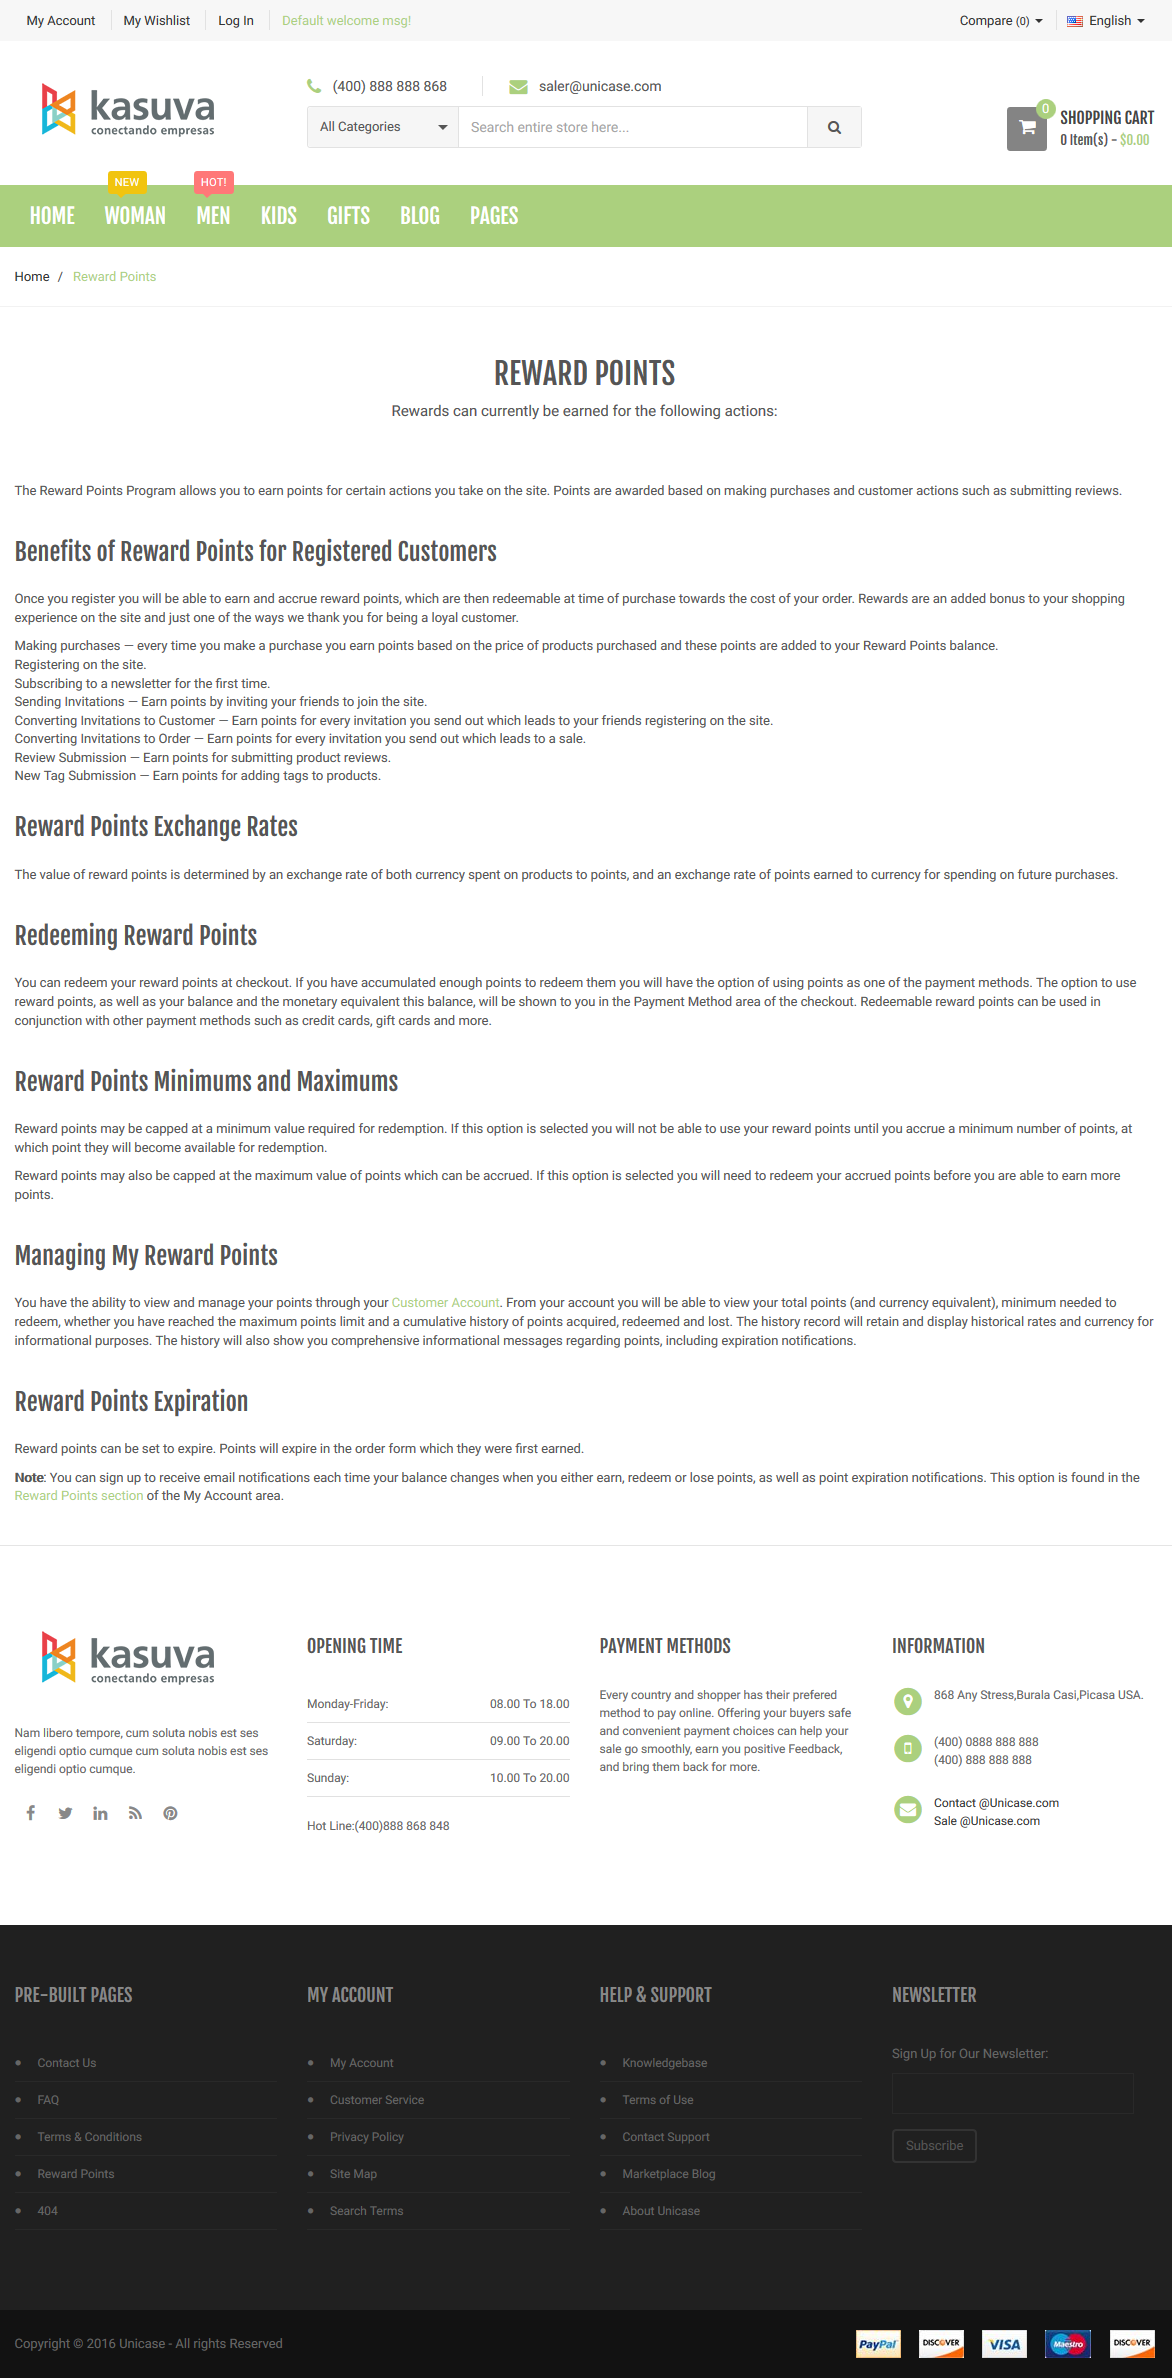 My Account My Wishlist Log In Default welcome msg! Compare (0) English
kasuva
conectando empresas
(400) 888 888 868 saler@unicase.com
All Categories Search entire store here...
0
SHOPPING CART
0 Item(s) - $0.00
NEW HOT!
HOME WOMAN MEN KIDS GIFTS BLOG PAGES
Home / Reward Points
REWARD POINTS
Rewards can currently be earned for the following actions:
The Reward Points Program allows you to earn points for certain actions you take on the site. Points are awarded based on making purchases and customer actions such as submitting reviews.
Benefits of Reward Points for Registered Customers
Once you register you will be able to earn and accrue reward points, which are then redeemable at time of purchase towards the cost of your order. Rewards are an added bonus to your shopping
experience on the site and just one of the ways we thank you for being a loyal customer.
Making purchases — every time you make a purchase you earn points based on the price of products purchased and these points are added to your Reward Points balance.
Registering on the site.
Subscribing to a newsletter for the first time.
Sending Invitations — Earn points by inviting your friends to join the site.
Converting Invitations to Customer — Earn points for every invitation you send out which leads to your friends registering on the site.
Converting Invitations to Order — Earn points for every invitation you send out which leads to a sale.
Review Submission — Earn points for submitting product reviews.
New Tag Submission — Earn points for adding tags to products.
Reward Points Exchange Rates
The value of reward points is determined by an exchange rate of both currency spent on products to points, and an exchange rate of points earned to currency for spending on future purchases.
Redeeming Reward Points
You can redeem your reward points at checkout. If you have accumulated enough points to redeem them you will have the option of using points as one of the payment methods. The option to use
reward points, as well as your balance and the monetary equivalent this balance, will be shown to you in the Payment Method area of the checkout. Redeemable reward points can be used in
conjunction with other payment methods such as credit cards, gift cards and more.
Reward Points Minimums and Maximums
Reward points may be capped at a minimum value required for redemption. If this option is selected you will not be able to use your reward points until you accrue a minimum number of points, at
which point they will become available for redemption.
Reward points may also be capped at the maximum value of points which can be accrued. If this option is selected you will need to redeem your accrued points before you are able to earn more
points.
Managing My Reward Points
You have the ability to view and manage your points through your Customer Account. From your account you will be able to view your total points (and currency equivalent), minimum needed to
redeem, whether you have reached the maximum points limit and a cumulative history of points acquired, redeemed and lost. The history record will retain and display historical rates and currency for
informational purposes. The history will also show you comprehensive informational messages regarding points, including expiration notifications.
Reward Points Expiration
Reward points can be set to expire. Points will expire in the order form which they were first earned.
Note: You can sign up to receive email notifications each time your balance changes when you either earn, redeem or lose points, as well as point expiration notifications. This option is found in the
Reward Points section of the My Account area.
kasuva
conectando empresas
Nam libero tempore, cum soluta nobis est ses
eligendi optio cumque cum soluta nobis est ses
eligendi optio cumque.
OPENING TIME
Monday-Friday: 08.00 To 18.00
Saturday: 09.00 To 20.00
Sunday: 10.00 To 20.00
Hot Line:(400)888 868 848
PAYMENT METHODS
Every country and shopper has their prefered
method to pay online. Offering your buyers safe
and convenient payment choices can help your
sale go smoothly, earn you positive Feedback,
and bring them back for more.
INFORMATION
868 Any Stress,Burala Casi,Picasa USA.
(400) 0888 888 888
(400) 888 888 888
Contact @Unicase.com
Sale @Unicase.com
PRE-BUILT PAGES
Contact Us
FAQ
Terms & Conditions
Reward Points
404
MY ACCOUNT
My Account
Customer Service
Privacy Policy
Site Map
Search Terms
HELP & SUPPORT
Knowledgebase
Terms of Use
Contact Support
Marketplace Blog
About Unicase
NEWSLETTER
Sign Up for Our Newsletter:
Subscribe
Copyright © 2016 Unicase - All rights Reserved
PayPal DISCOVER VISA Maestro DISCOVER